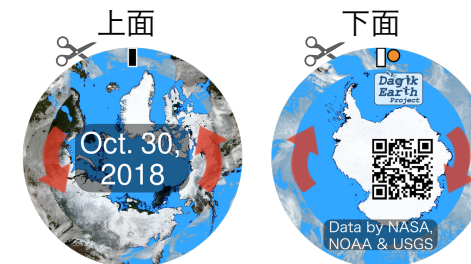 上面
下面
Oct. 30,
2018
Dagik
Earth
Project
Data by NASA,
NOAA & USGS